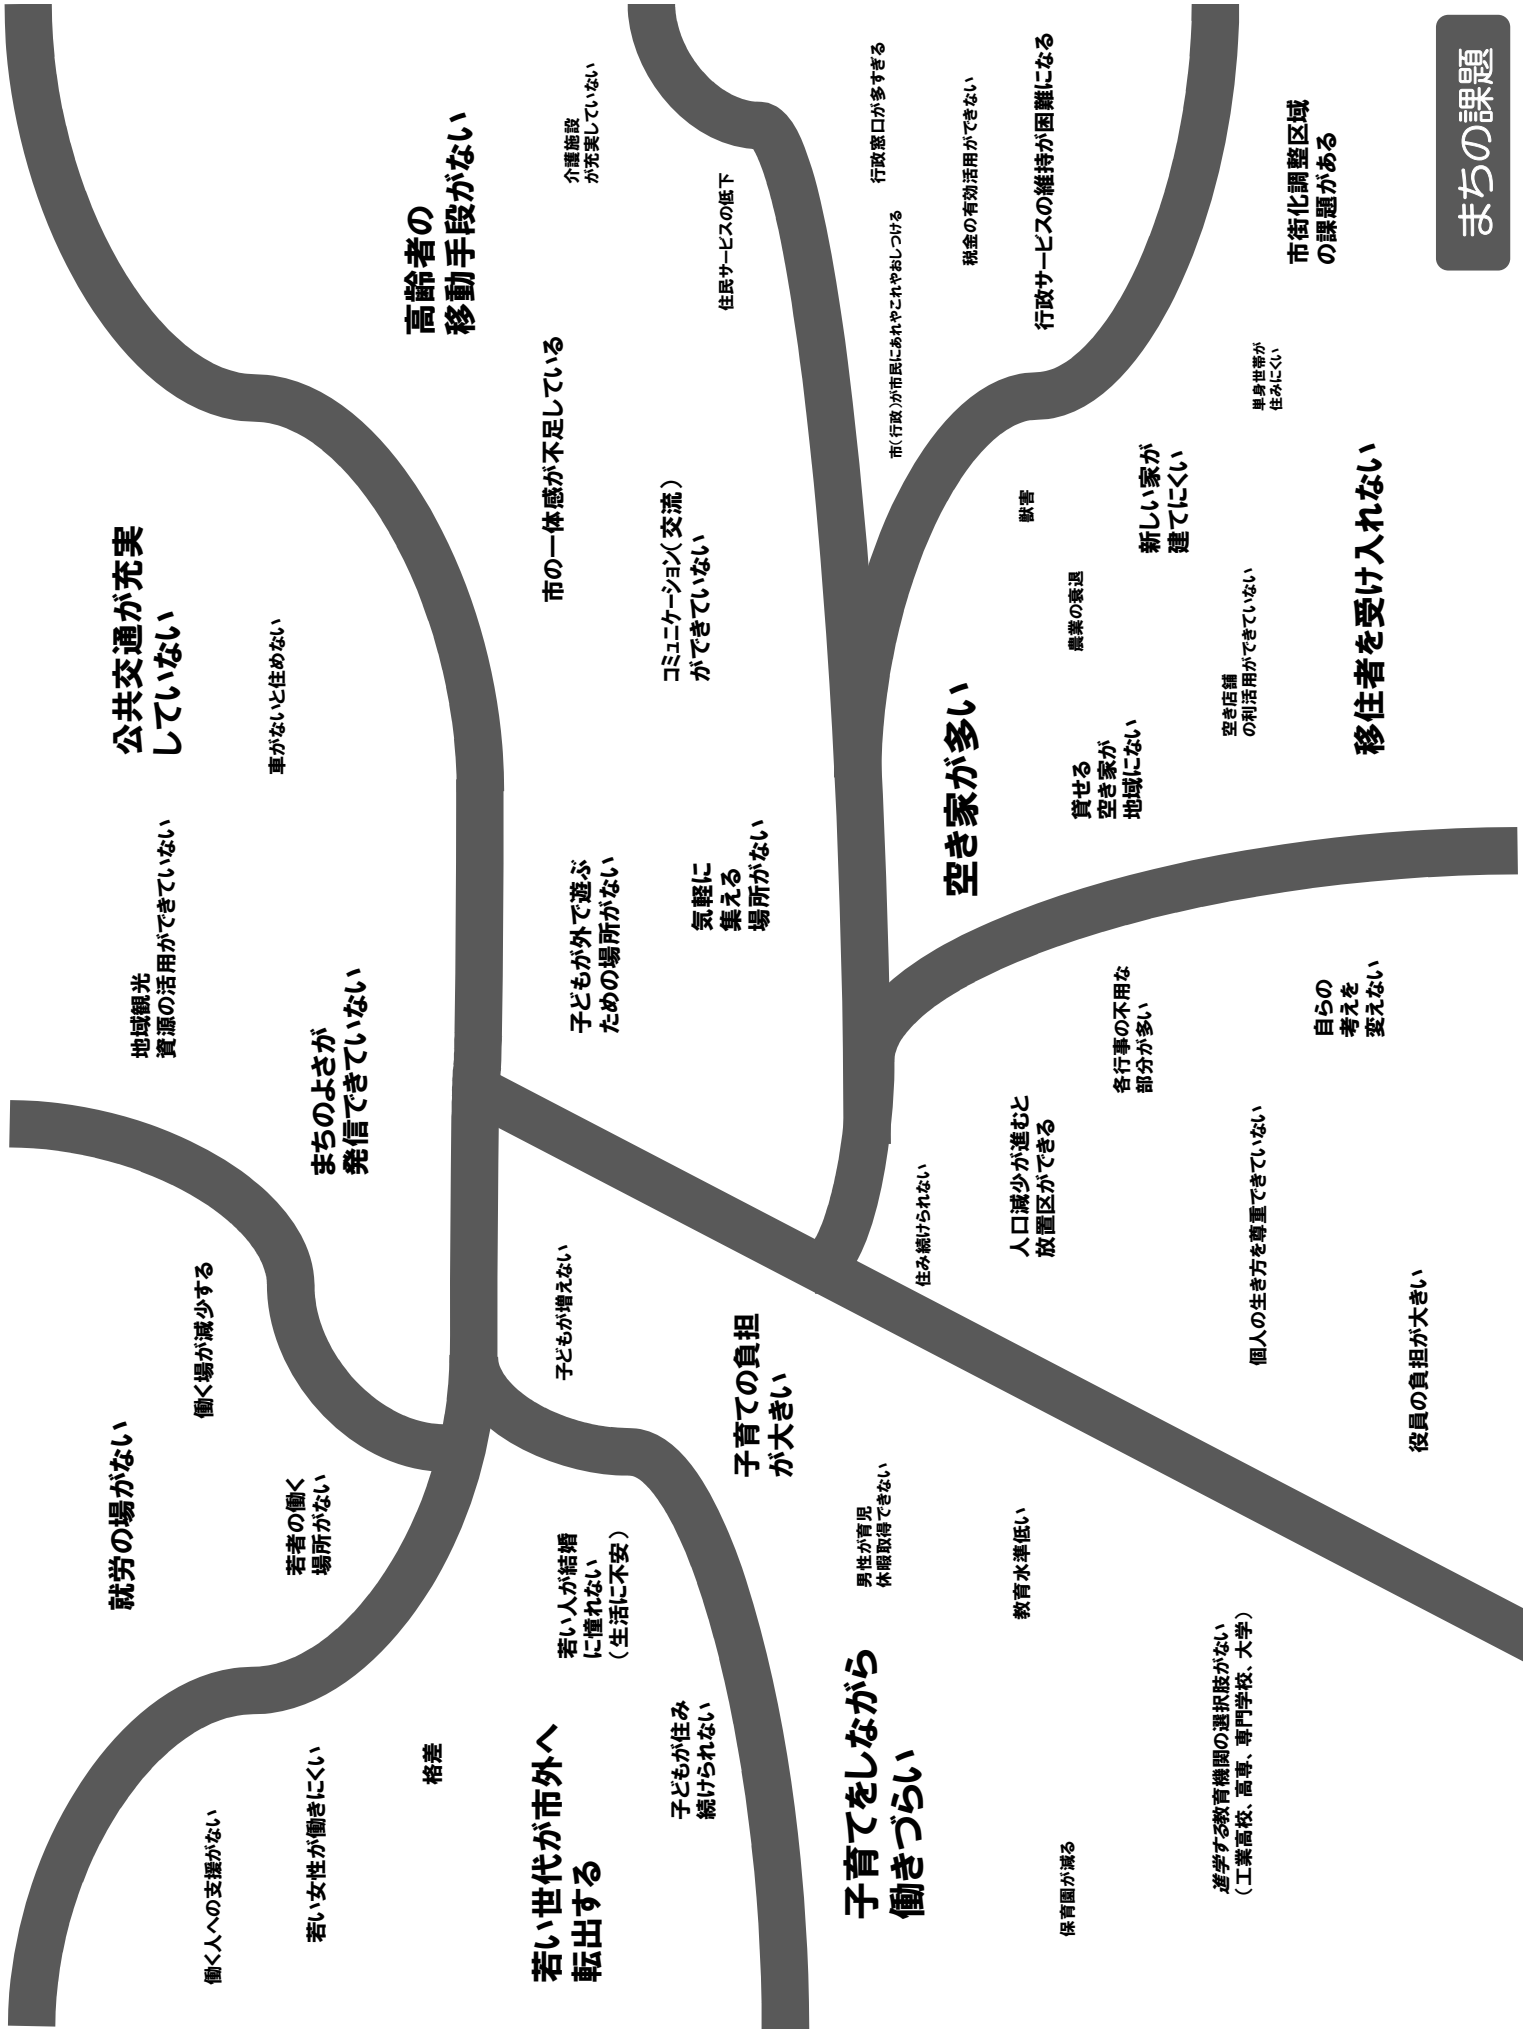 まちの課題
市街化調整区域
の課題がある
単身世帯が
住みにくい
移住者を受け入れない
新しい家が
建てにくい
空き店舗
の利活用ができていない
獣害
農業の衰退
貸せる
空き家が
地域にない
空き家が多い
行政サービスの維持が困難になる
税金の有効活用ができない
行政窓口が多すぎる
市(行政)が市民にあれやこれやおしつける
住民サービスの低下
介護施設
が充実していない
高齢者の
移動手段がない
市の一体感が不足している
コミュニケーション(交流)
ができていない
気軽に
集える
場所がない
子どもが外で遊ぶ
ための場所がない
公共交通が充実
していない
車がないと住めない
地域観光
資源の活用ができていない
まちのよさが
発信できていない
自らの
考えを
変えない
各行事の不用な
部分が多い
人口減少が進むと
放置区ができる
住み続けられない
個人の生き方を尊重できていない
役員の負担が大きい
子どもが増えない
子育ての負担
が大きい
男性が育児
休暇取得できない
教育水準低い
進学する教育機関の選択肢がない
(工業高校、高専、専門学校、大学)
子育てをしながら
働きづらい
保育園が減る
働く場が減少する
就労の場がない
若者の働く
場所がない
若い人が結婚
に憧れない
(生活に不安)
子どもが住み
続けられない
若い世代が市外へ
転出する
格差
若い女性が働きにくい
働く人への支援がない